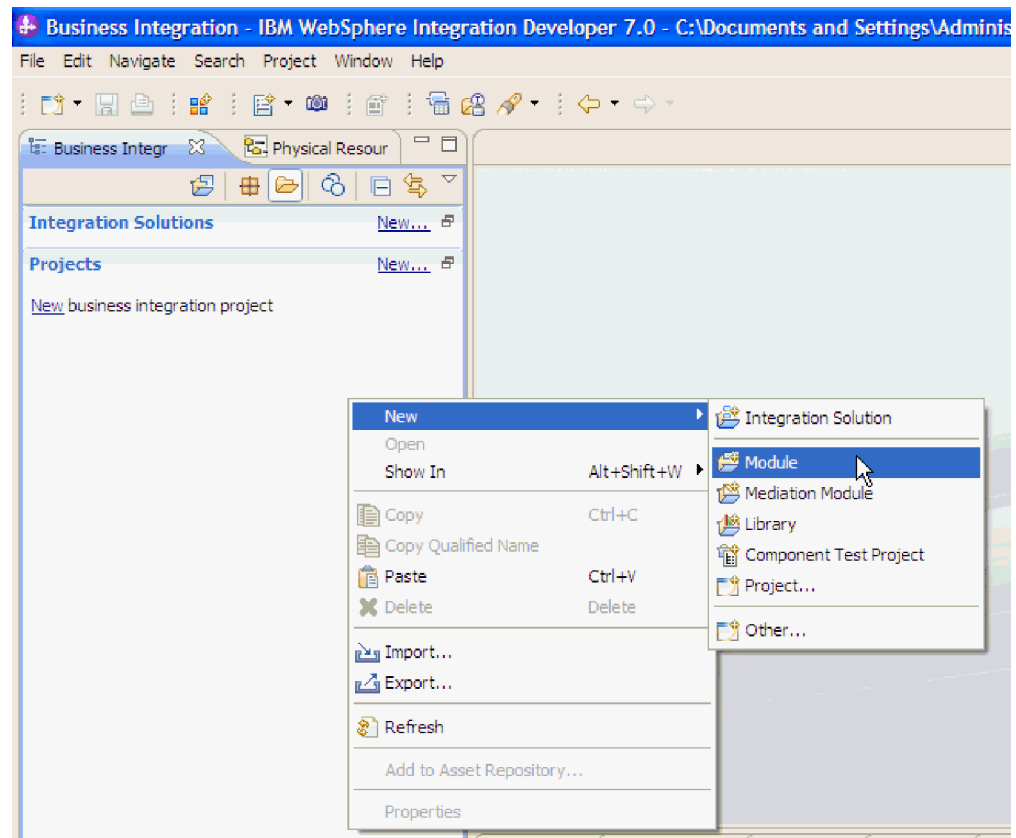 Business Integration - IBM WebSphere Integration Developer 7.0 - C:\Documents and Settings\Adminis
File Edit Navigate Search Project Window Help
Business Integr Physical Resour
Integration Solutions New...
Projects New...
New business integration project
New
Open
Show In Alt+Shift+W
Copy Ctrl+C
Copy Qualified Name
Paste Ctrl+V
Delete Delete
Import...
Export...
Refresh
Add to Asset Repository...
Properties
Integration Solution
Module
Mediation Module
Library
Component Test Project
Project...
Other...